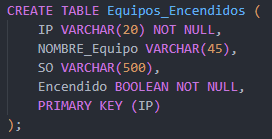 CREATE TABLE Equipos_Encendidos (
    IP VARCHAR(20) NOT NULL,
    NOMBRE_Equipo VARCHAR(45),
    SO VARCHAR(500),
    Encendido BOOLEAN NOT NULL,
    PRIMARY KEY (IP)
);